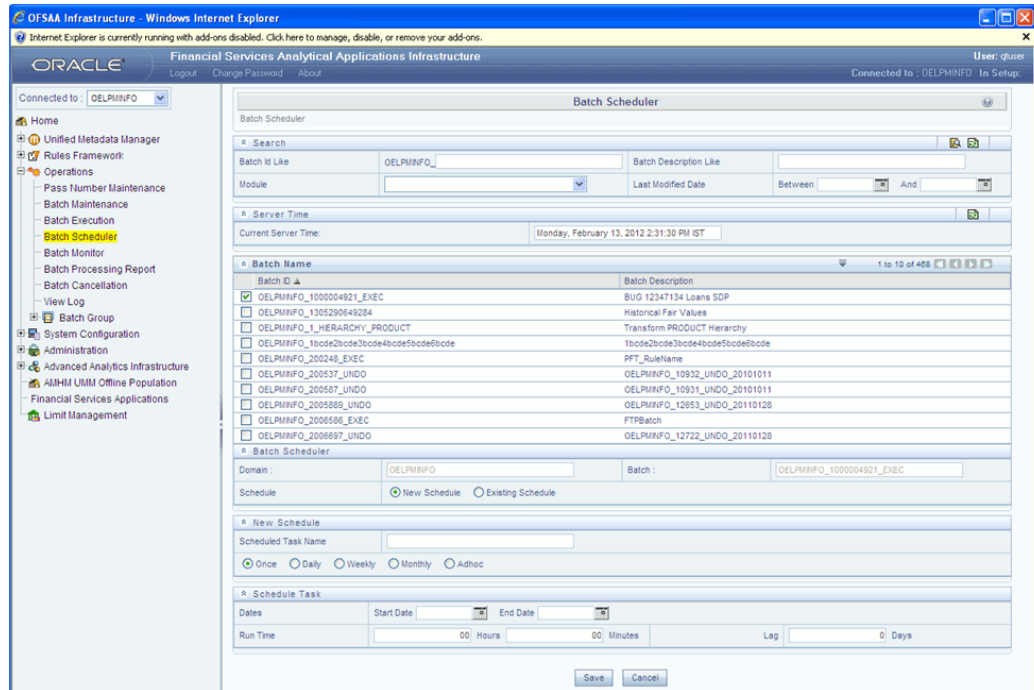 OFSAA Infrastructure - Windows Internet Explorer
Internet Explorer is currently running with add-ons disabled. Click here to manage, disable, or remove your add-ons.
ORACLE
Financial Services Analytical Applications Infrastructure
User: qtuser
Logout Change Password About
Connected to : OELPMINFO In Setup:
Connected to : OELPMINFO
Home
Unified Metadata Manager
Rules Framework
Operations
Pass Number Maintenance
Batch Maintenance
Batch Execution
Batch Scheduler
Batch Monitor
Batch Processing Report
Batch Cancellation
View Log
Batch Group
System Configuration
Administration
Advanced Analytics Infrastructure
AMHM UMM Offline Population
Financial Services Applications
Limit Management
Batch Scheduler
Batch Scheduler
Search
Batch Id Like OELPMINFO_ Batch Description Like
Module Last Modified Date Between And
Server Time
Current Server Time: Monday, February 13, 2012 2:31:30 PM IST
Batch Name 1 to 10 of 468
Batch ID Batch Description
OELPMINFO_1000004921_EXEC BUG 12347134 Loans SDP
OELPMINFO_1305290649284 Historical Fair Values
OELPMINFO_1_HIERARCHY_PRODUCT Transform PRODUCT Hierarchy
OELPMINFO_1bcde2bcde3bcde4bcde5bcde6bcde 1bcde2bcde3bcde4bcde5bcde6bcde
OELPMINFO_200248_EXEC PFT_RuleName
OELPMINFO_200537_UNDO OELPMINFO_10932_UNDO_20101011
OELPMINFO_200587_UNDO OELPMINFO_10931_UNDO_20101011
OELPMINFO_2005889_UNDO OELPMINFO_12653_UNDO_20110128
OELPMINFO_2006586_EXEC FTPBatch
OELPMINFO_2006697_UNDO OELPMINFO_12722_UNDO_20110128
Batch Scheduler
Domain : OELPMINFO Batch : OELPMINFO_1000004921_EXEC
Schedule New Schedule Existing Schedule
New Schedule
Scheduled Task Name
Once Daily Weekly Monthly Adhoc
Schedule Task
Dates Start Date End Date
Run Time 00 Hours 00 Minutes Lag 0 Days
Save Cancel